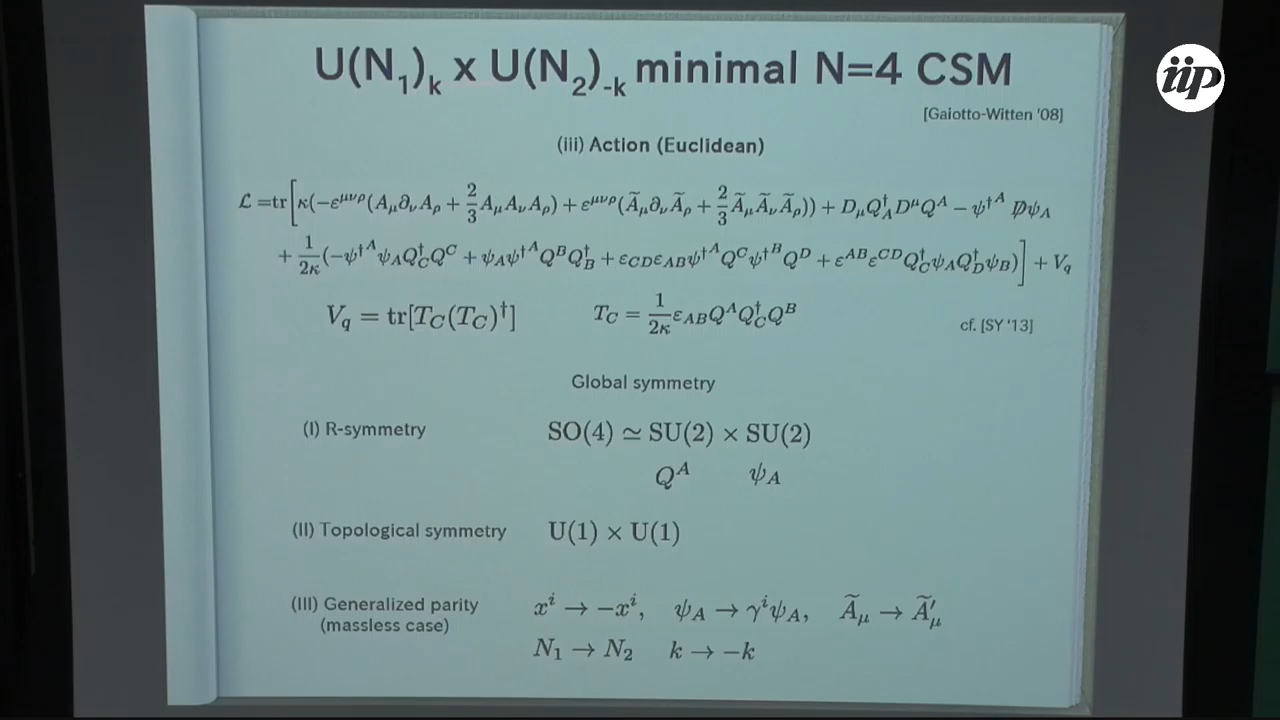 U(N₁)ₖ x U(N₂)₋ₖ minimal N=4 CSM
iip
[Gaiotto-Witten '08]
(iii) Action (Euclidean)
ℒ =tr[κ(−ε^{μνρ}(A_μ∂_νA_ρ + 2/3 A_μA_νA_ρ) + ε^{μνρ}(Ã_μ∂_νÃ_ρ + 2/3 Ã_μÃ_νÃ_ρ)) + D_μQ†_A D^μQ^A − ψ†^A D̸ψ_A
+ 1/2κ (−ψ†^Aψ_AQ†_CQ^C + ψ_Aψ†^AQ^BQ†_B + ε_{CD}ε_{AB}ψ†^AQ^Cψ†^BQ^D + ε^{AB}ε^{CD}Q†_Cψ_AQ†_Dψ_B)] + V_q
V_q = tr[T_C(T_C)†] T_C = 1/2κ ε_{AB}Q^AQ†_CQ^B
cf. [SY '13]
Global symmetry
(I) R-symmetry SO(4) ≃ SU(2) × SU(2)
Q^A ψ_A
(II) Topological symmetry U(1) × U(1)
(III) Generalized parity x^i → −x^i, ψ_A → γ^iψ_A, Ã_μ → Ã′_μ
(massless case)
N₁ → N₂ k → −k